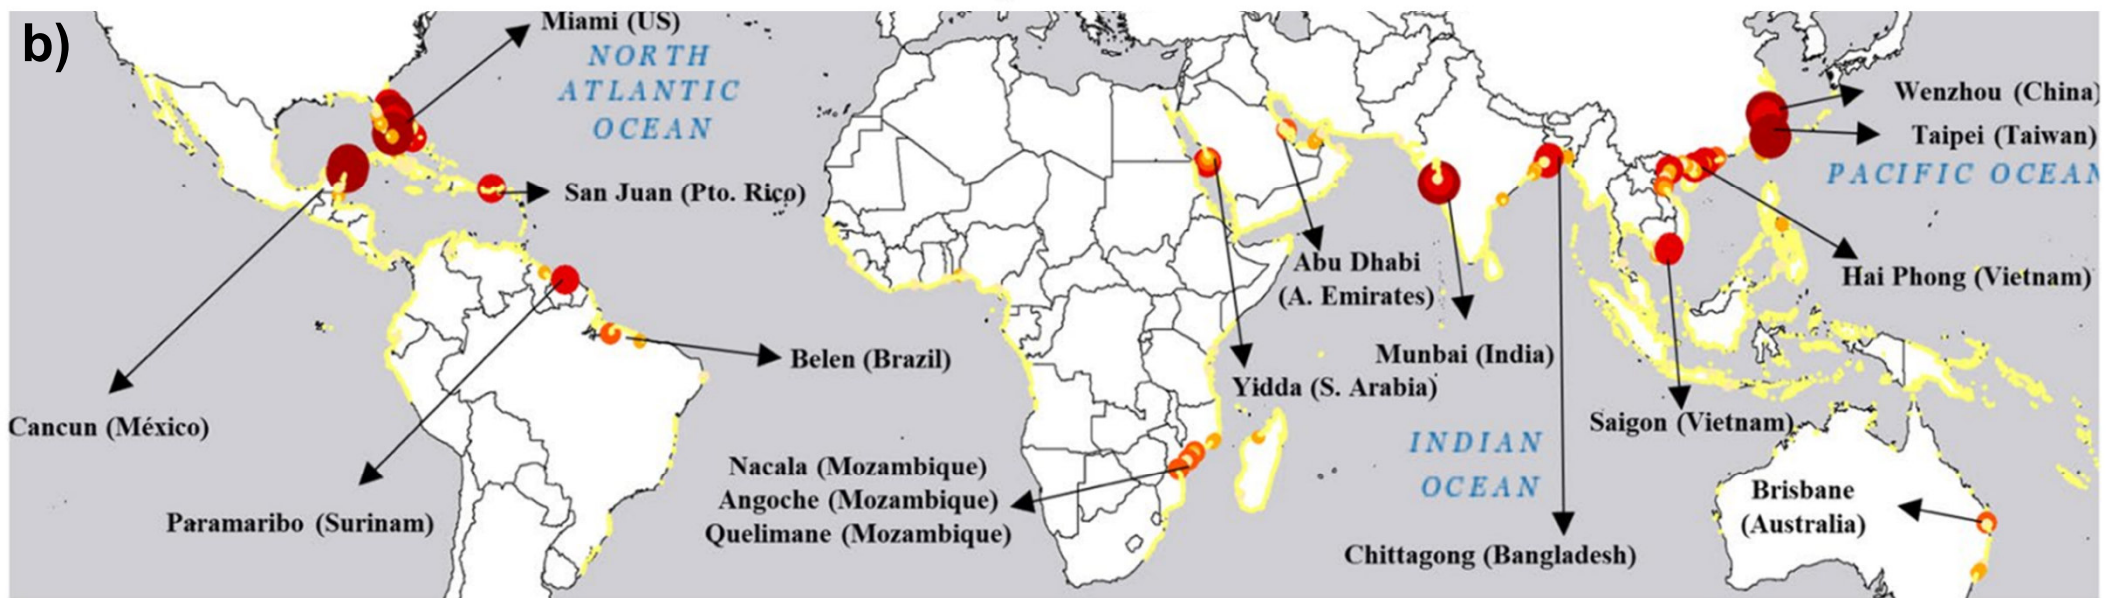 b)
Miami (US)
NORTH
ATLANTIC
OCEAN
San Juan (Pto. Rico)
Cancun (México)
Paramaribo (Surinam)
Belen (Brazil)
Nacala (Mozambique)
Angoche (Mozambique)
Quelimane (Mozambique)
Abu Dhabi
(A. Emirates)
Munbai (India)
Yidda (S. Arabia)
INDIAN
OCEAN
Chittagong (Bangladesh)
Wenzhou (China)
Taipei (Taiwan)
PACIFIC OCEAN
Hai Phong (Vietnam)
Saigon (Vietnam)
Brisbane
(Australia)